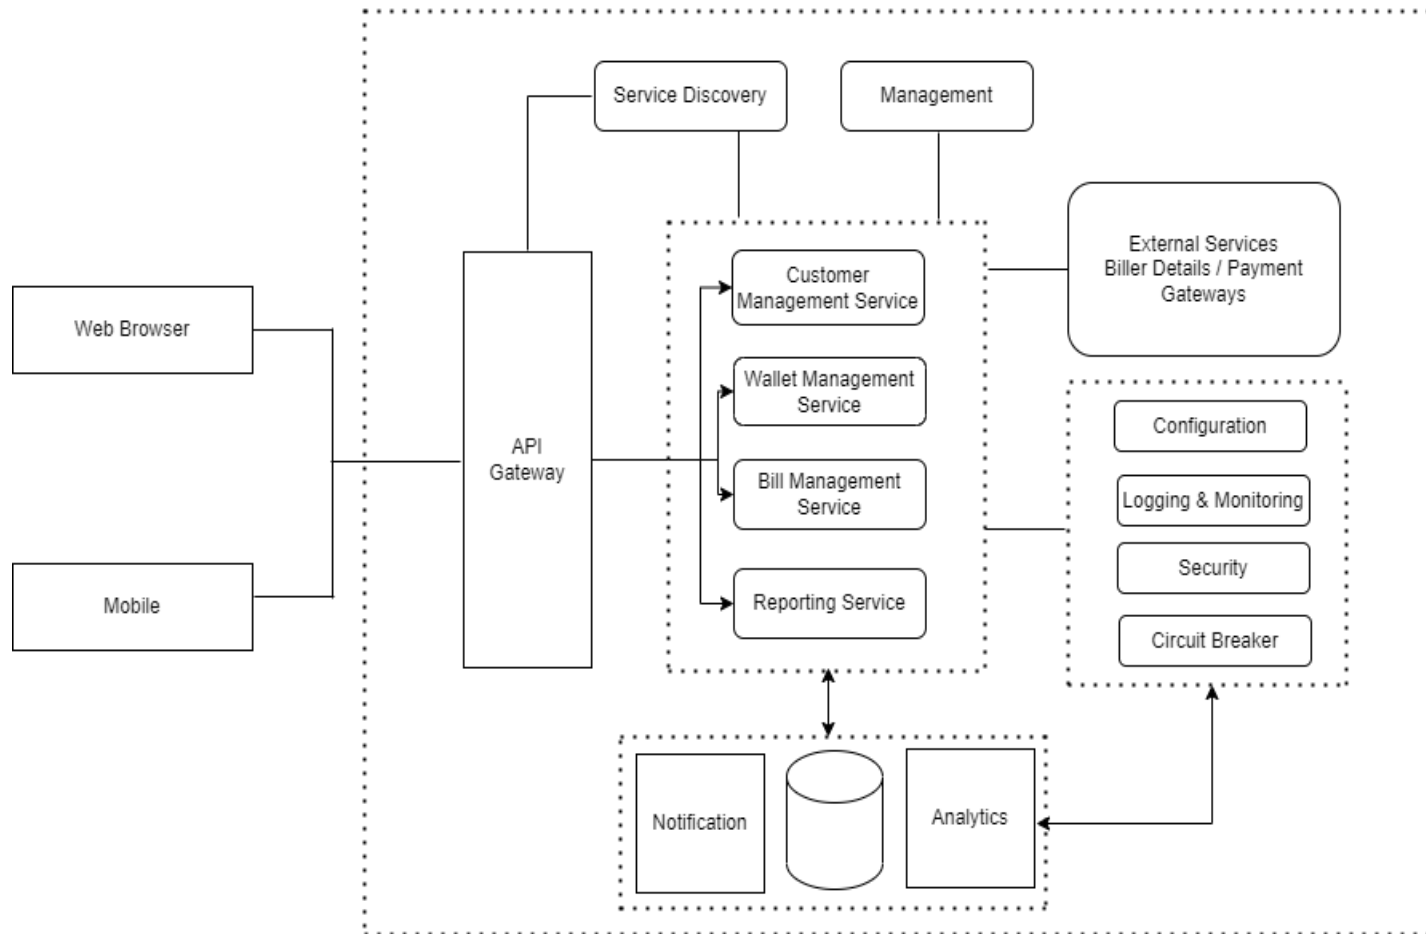 Service Discovery
Management
External Services
Biller Details / Payment
Gateways
Customer
Management Service
Web Browser
Wallet Management
Service
Configuration
API
Gateway
Bill Management
Service
Logging & Monitoring
Security
Mobile
Reporting Service
Circuit Breaker
Notification
Analytics